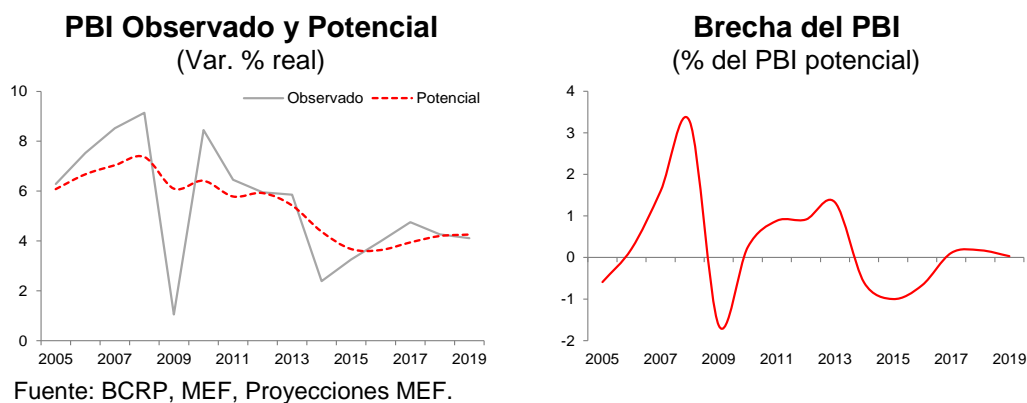 PBI Observado y Potencial
(Var. % real)
Observado Potencial
10
8
6
4
2
0
2005 2007 2009 2011 2013 2015 2017 2019
Brecha del PBI
(% del PBI potencial)
4
3
2
1
0
-1
-2
2005 2007 2009 2011 2013 2015 2017 2019
Fuente: BCRP, MEF, Proyecciones MEF.